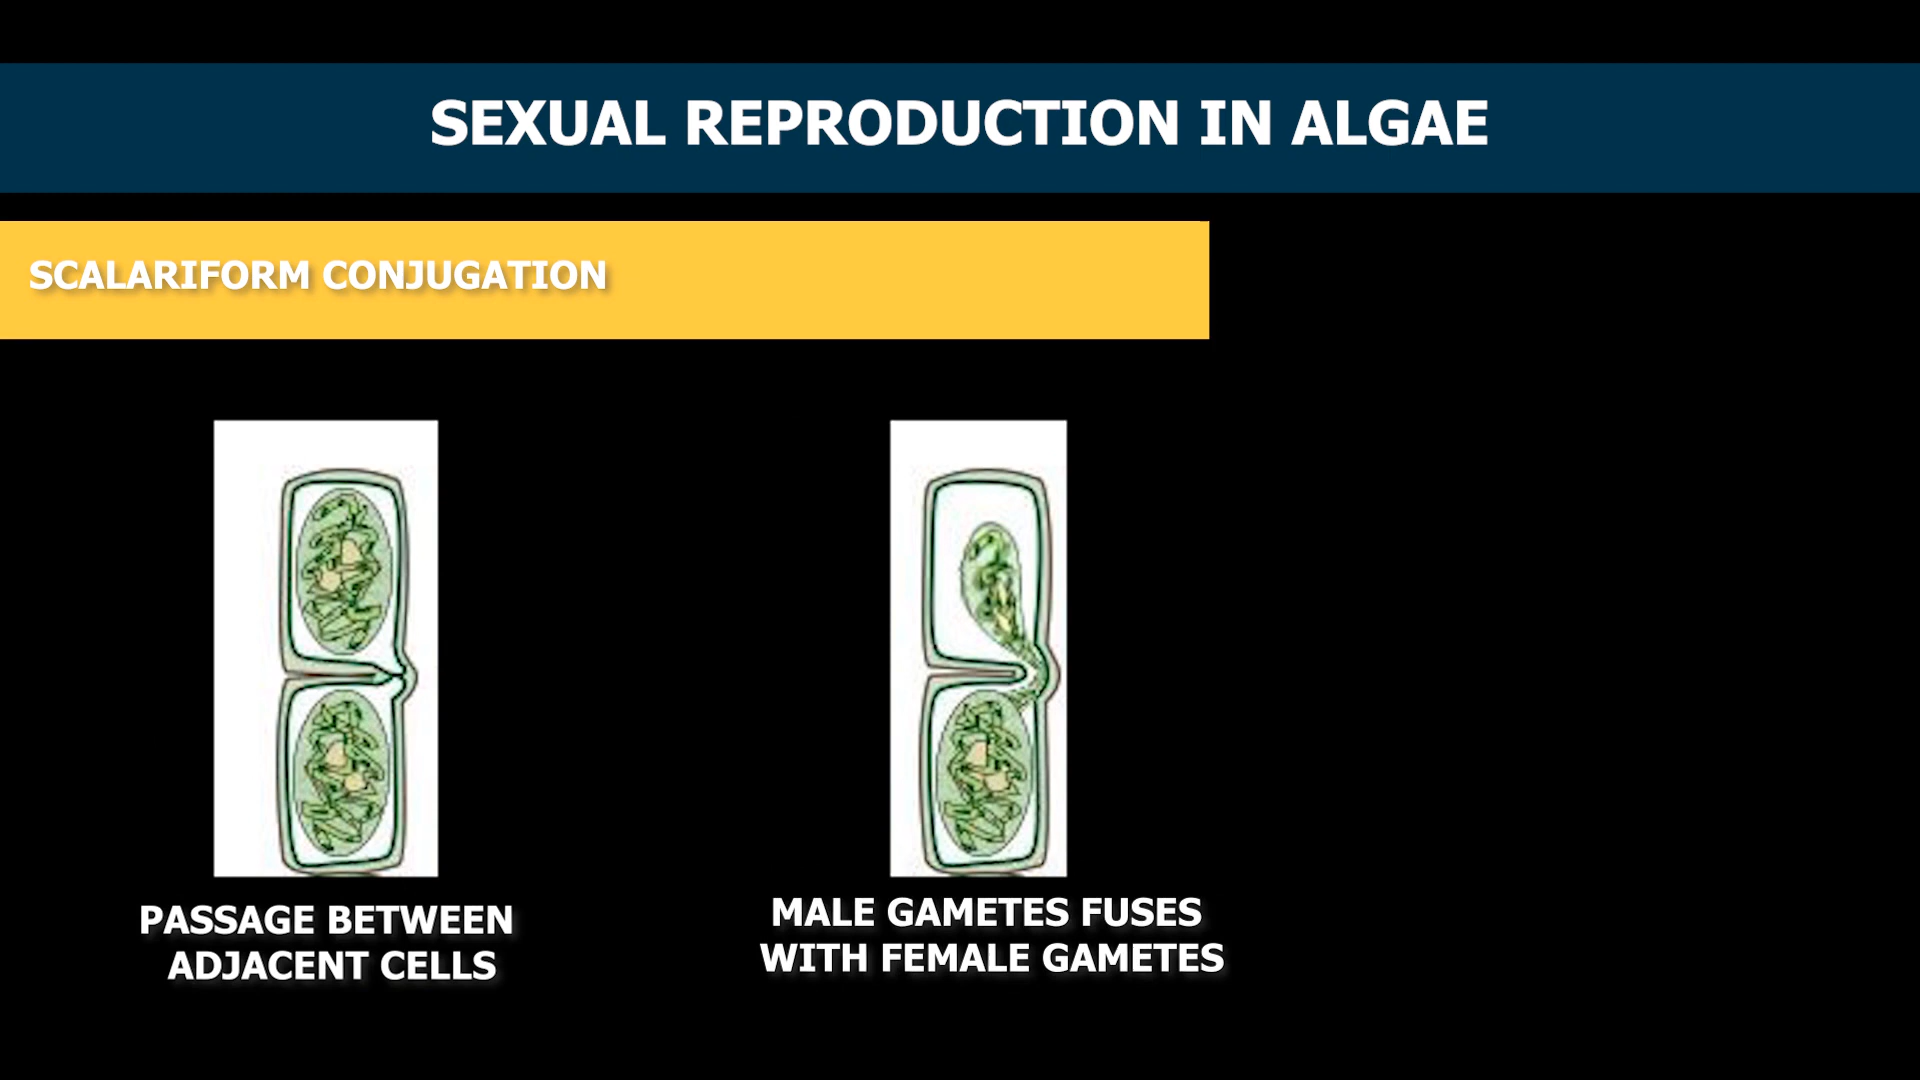 SEXUAL REPRODUCTION IN ALGAE
SCALARIFORM CONJUGATION
PASSAGE BETWEEN
ADJACENT CELLS
MALE GAMETES FUSES
WITH FEMALE GAMETES